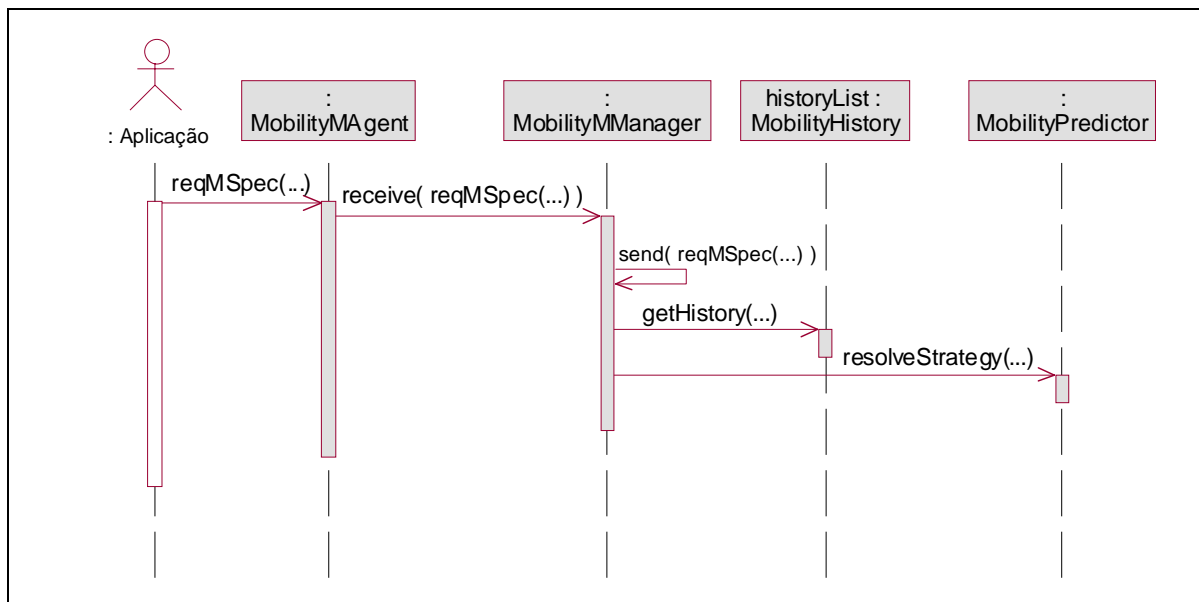 : Aplicação
:
MobilityMAgent
:
MobilityMManager
historyList :
MobilityHistory
:
MobilityPredictor
reqMSpec(...)
receive( reqMSpec(...) )
send( reqMSpec(...) )
getHistory(...)
resolveStrategy(...)